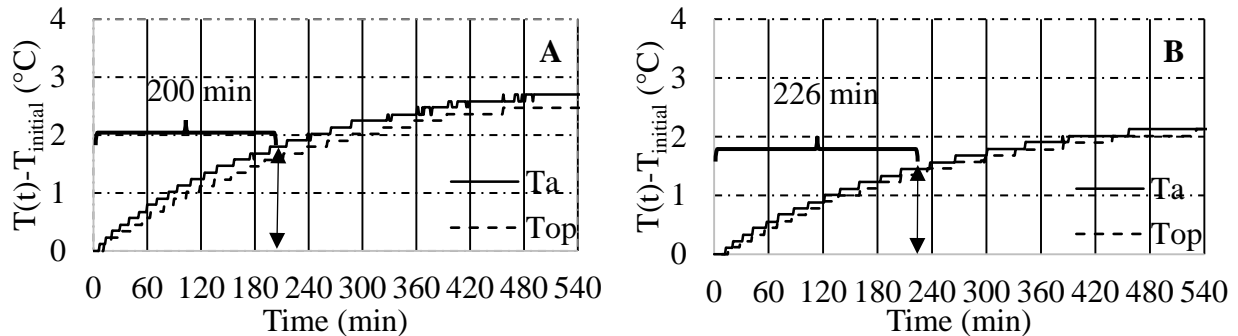 T(t)-T_initial (°C)
4
3
2
1
0
200 min
A
Ta
Top
0 60 120 180 240 300 360 420 480 540
Time (min)
T(t)-T_initial (°C)
4
3
2
1
0
226 min
B
Ta
Top
0 60 120 180 240 300 360 420 480 540
Time (min)